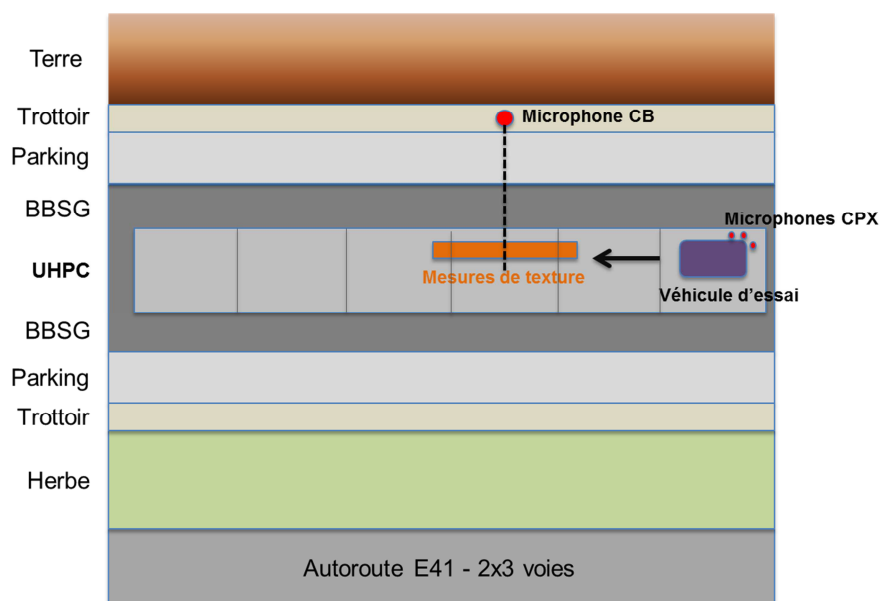 Terre
Trottoir
Microphone CB
Parking
BBSG
Microphones CPX
UHPC
Mesures de texture
Véhicule d'essai
BBSG
Parking
Trottoir
Herbe
Autoroute E41 - 2x3 voies